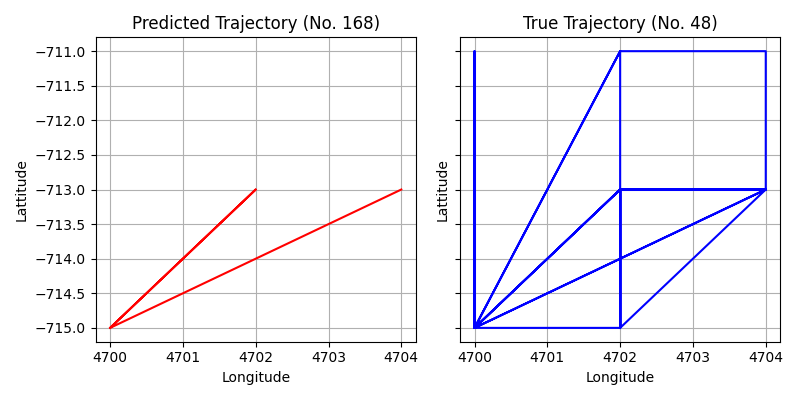 Predicted Trajectory (No. 168)
−711.0
−711.5
−712.0
−712.5
−713.0
−713.5
−714.0
−714.5
−715.0
Lattitude
4700 4701 4702 4703 4704
Longitude
True Trajectory (No. 48)
Lattitude
4700 4701 4702 4703 4704
Longitude